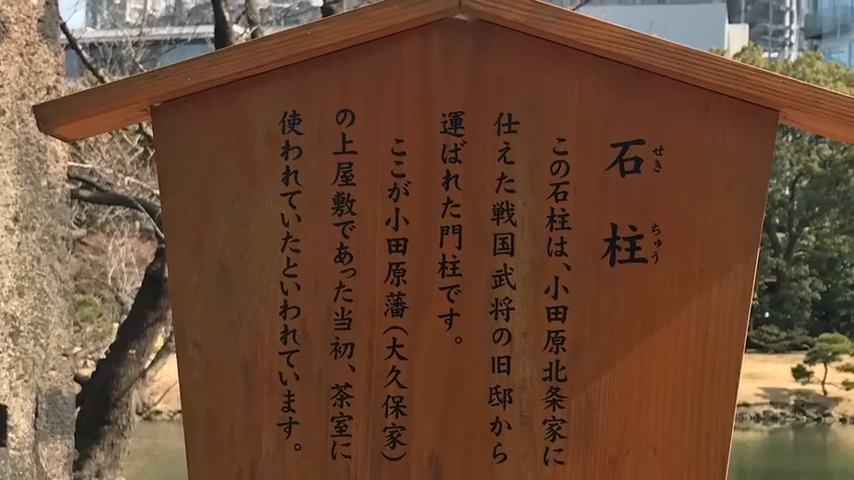 石柱
せき
ちゅう
この石柱は、小田原北条家に
仕えた戦国武将の旧邸から
運ばれた門柱です。
ここが小田原藩(大久保家)
の上屋敷であった当初、茶室に
使われていたといわれています。